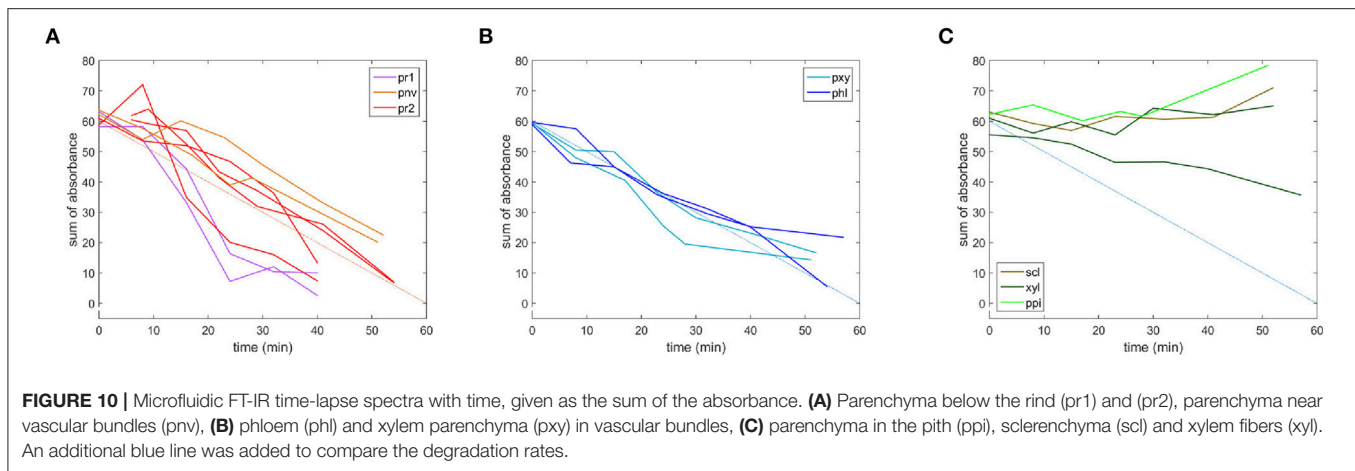 A
sum of absorbance
80
70
60
50
40
30
20
10
0
0
10
20
30
40
50
60
time (min)
pr1
pnv
pr2
B
sum of absorbance
80
70
60
50
40
30
20
10
0
0
10
20
30
40
50
60
time (min)
pxy
phl
C
sum of absorbance
80
70
60
50
40
30
20
10
0
0
10
20
30
40
50
60
time (min)
scl
xyl
ppi
FIGURE 10 | Microfluidic FT-IR time-lapse spectra with time, given as the sum of the absorbance. (A) Parenchyma below the rind (pr1) and (pr2), parenchyma near
vascular bundles (pnv), (B) phloem (phl) and xylem parenchyma (pxy) in vascular bundles, (C) parenchyma in the pith (ppi), sclerenchyma (scl) and xylem fibers (xyl).
An additional blue line was added to compare the degradation rates.